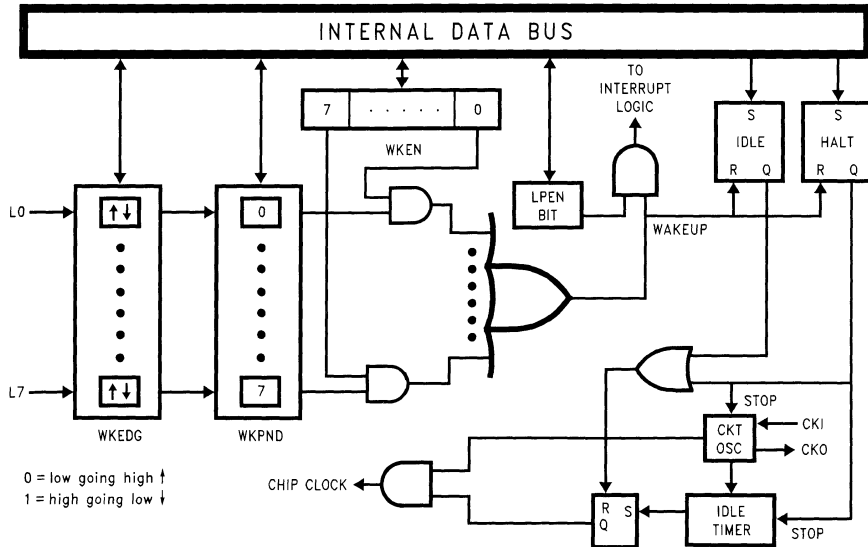 INTERNAL DATA BUS
TO
INTERRUPT
LOGIC
7 · · · · · 0
WKEN
S
IDLE
R Q
S
HALT
R Q
L0
↑↓
0
LPEN
BIT
WAKEUP
L7
↑↓
7
WKEDG
WKPND
STOP
CKT
OSC
CKI
CKO
0 = low going high ↑
1 = high going low ↓
CHIP CLOCK
R S
Q
IDLE
TIMER
STOP